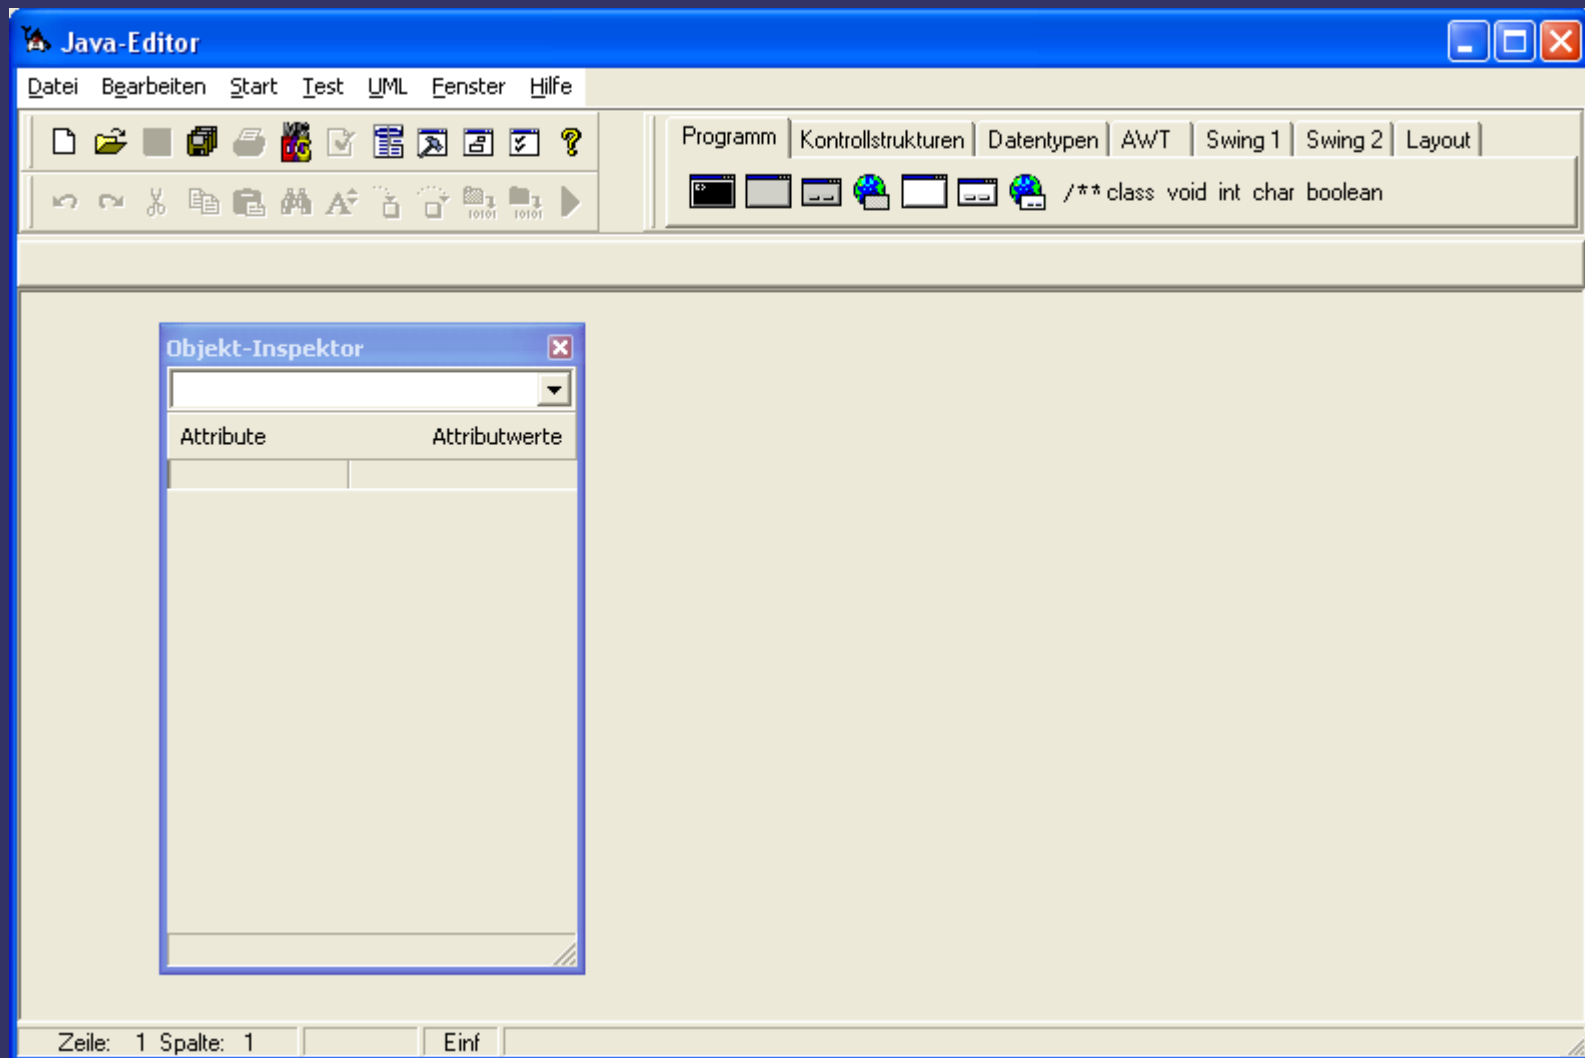 Java-Editor
Datei Bearbeiten Start Test UML Fenster Hilfe
Programm Kontrollstrukturen Datentypen AWT Swing 1 Swing 2 Layout
/** class void int char boolean
Objekt-Inspektor
Attribute Attributwerte
Zeile: 1 Spalte: 1 Einf